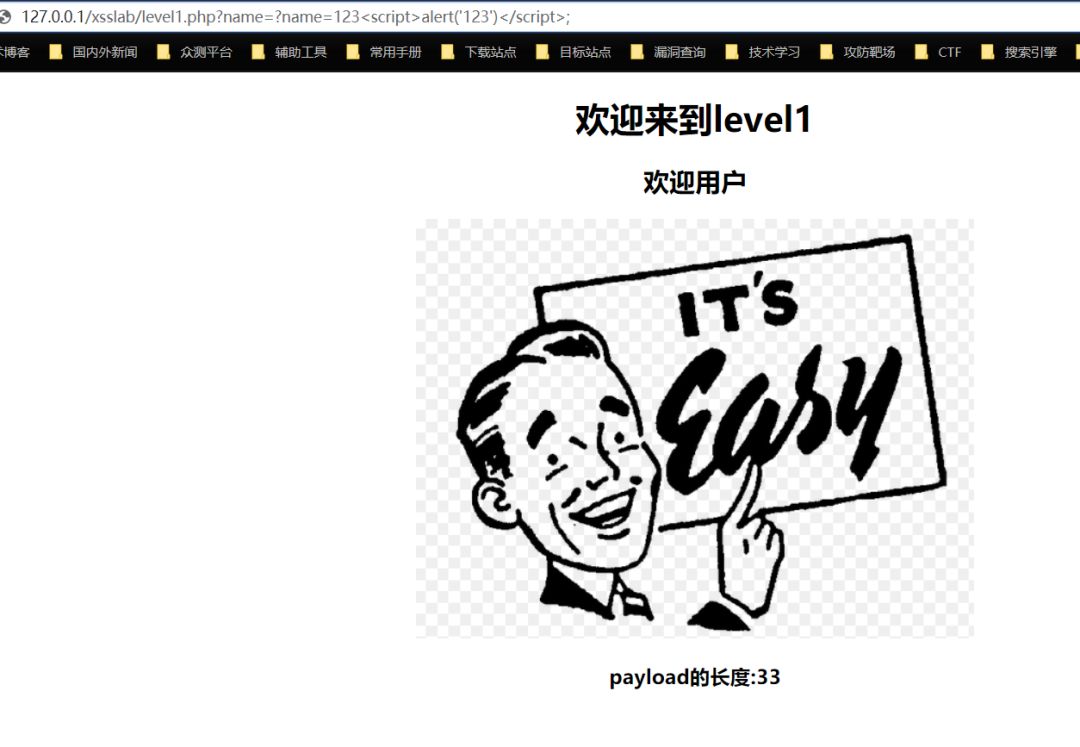 127.0.0.1/xsslab/level1.php?name=?name=123<script>alert('123')</script>;
术博客 国内外新闻 众测平台 辅助工具 常用手册 下载站点 目标站点 漏洞查询 技术学习 攻防靶场 CTF 搜索引擎
欢迎来到level1
欢迎用户
IT'S
Easy
payload的长度:33